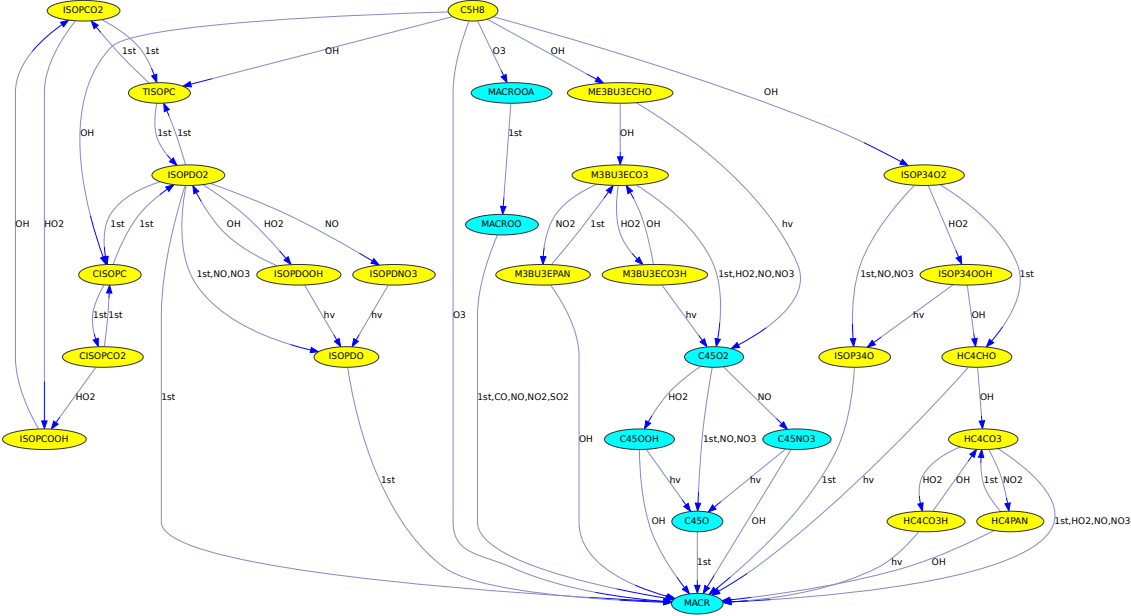 ISOPCO2
C5H8
1st
1st
OH
O3
OH
TISOPC
MACROOA
ME3BU3ECHO
OH
OH
1st
1st
1st
OH
ISOPDO2
M3BU3ECO3
ISOP34O2
OH
HO2
1st
1st
OH
HO2
NO
MACROO
NO2
1st
HO2
OH
hv
HO2
CISOPC
ISOPDOOH
ISOPDNO3
M3BU3EPAN
M3BU3ECO3H
1st,HO2,NO,NO3
1st,NO,NO3
ISOP34OOH
1st
1st,NO,NO3
1st
1st
hv
hv
O3
hv
hv
OH
CISOPCO2
ISOPDO
C45O2
ISOP34O
HC4CHO
HO2
1st
1st,CO,NO,NO2,SO2
HO2
NO
OH
ISOPCOOH
OH
C45OOH
1st,NO,NO3
C45NO3
HC4CO3
1st
hv
hv
1st
hv
HO2
OH
1st
NO2
C45O
HC4CO3H
HC4PAN
1st,HO2,NO,NO3
OH
OH
1st
hv
OH
MACR